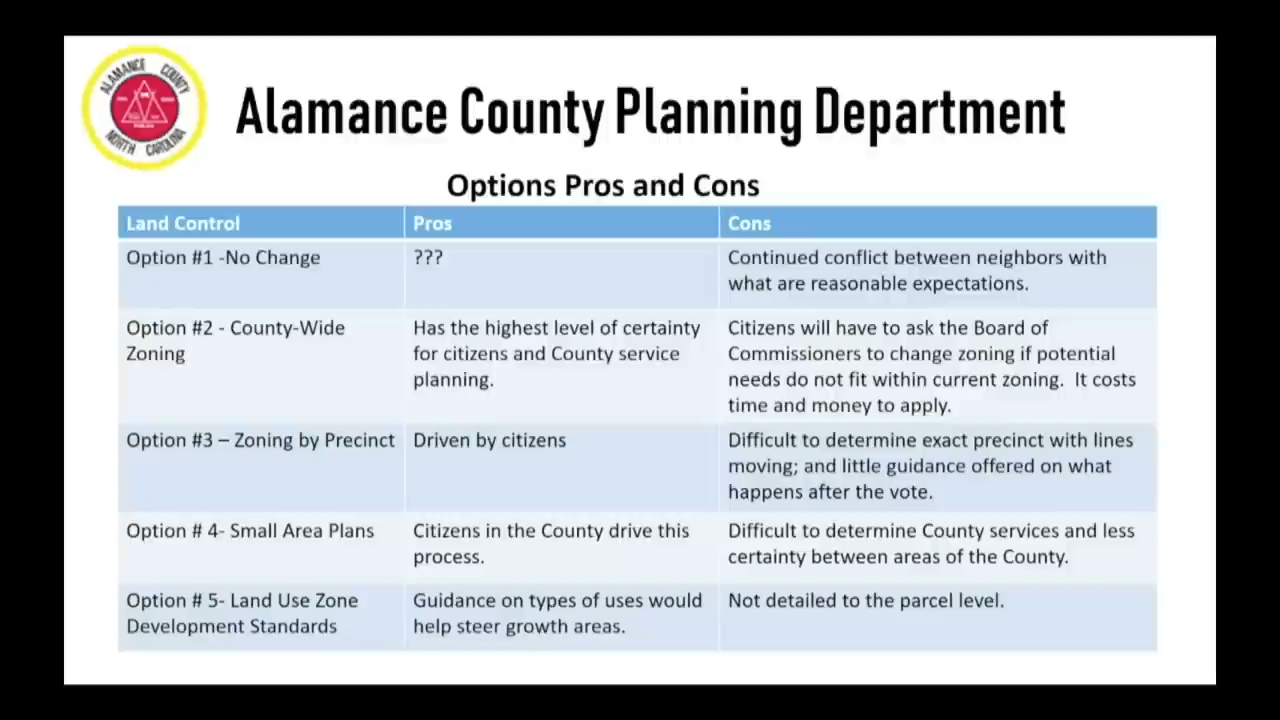 ALAMANCE COUNTY
NORTH CAROLINA
Alamance County Planning Department
Options Pros and Cons
Land Control
Pros
Cons
Option #1 -No Change
???
Continued conflict between neighbors with
what are reasonable expectations.
Option #2 - County-Wide
Zoning
Has the highest level of certainty
for citizens and County service
planning.
Citizens will have to ask the Board of
Commissioners to change zoning if potential
needs do not fit within current zoning.  It costs
time and money to apply.
Option #3 – Zoning by Precinct
Driven by citizens
Difficult to determine exact precinct with lines
moving; and little guidance offered on what
happens after the vote.
Option # 4- Small Area Plans
Citizens in the County drive this
process.
Difficult to determine County services and less
certainty between areas of the County.
Option # 5- Land Use Zone
Development Standards
Guidance on types of uses would
help steer growth areas.
Not detailed to the parcel level.